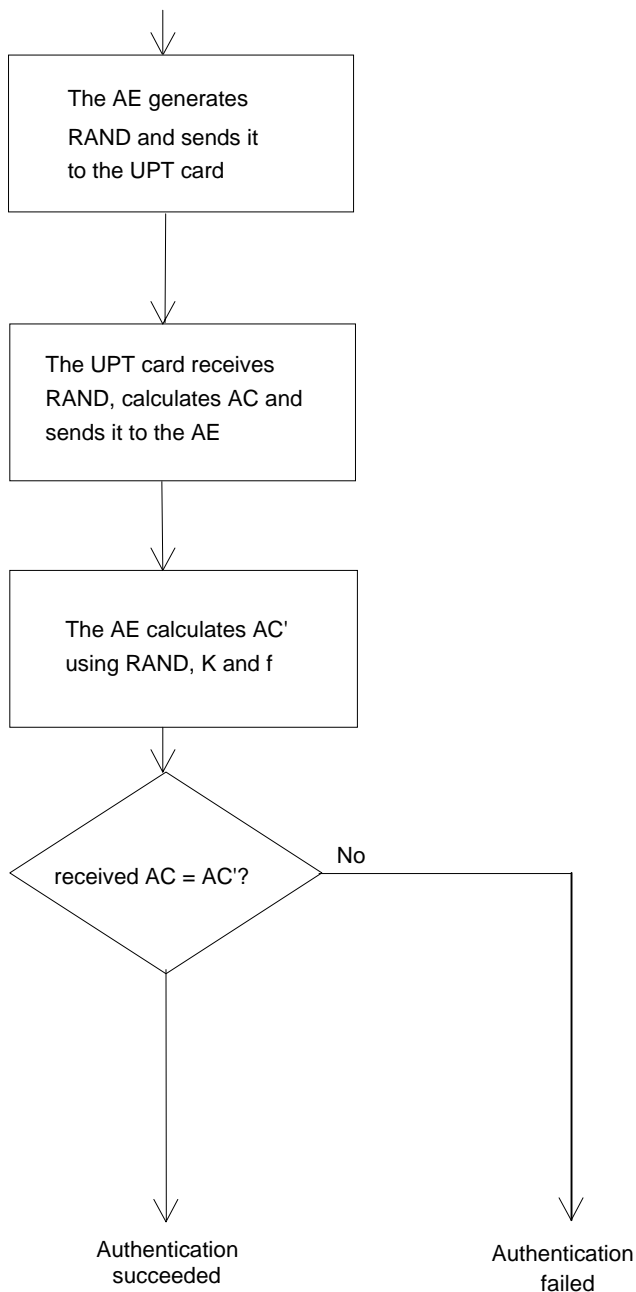 The AE generates
RAND and sends it
to the UPT card
The UPT card receives
RAND, calculates AC and
sends it to the AE
The AE calculates AC'
using RAND, K and f
received AC = AC'?
No
Authentication
succeeded
Authentication
failed